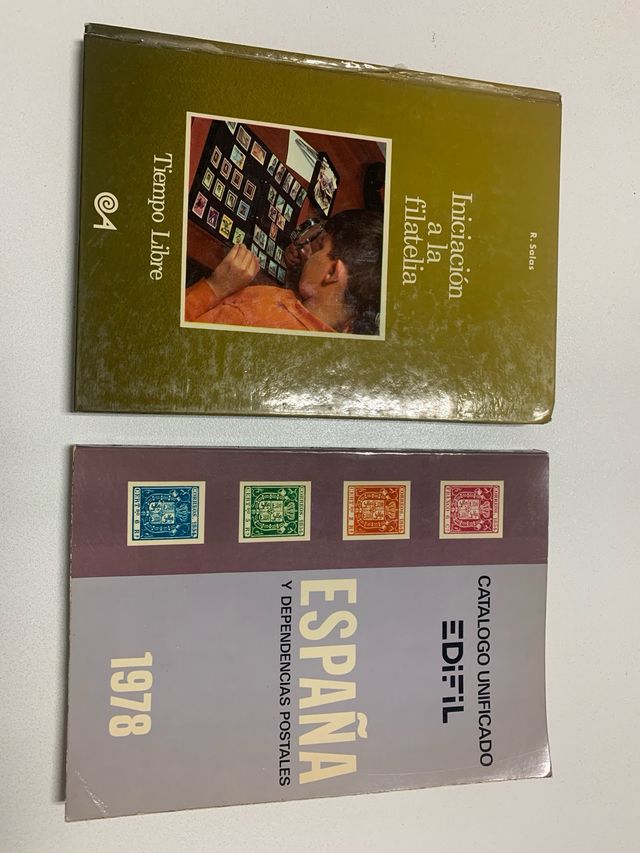 R. Salas
Iniciación
a la
filatelia
Tiempo Libre
CATALOGO UNIFICADO
EDIFIL
ESPAÑA
Y DEPENDENCIAS POSTALES
1978